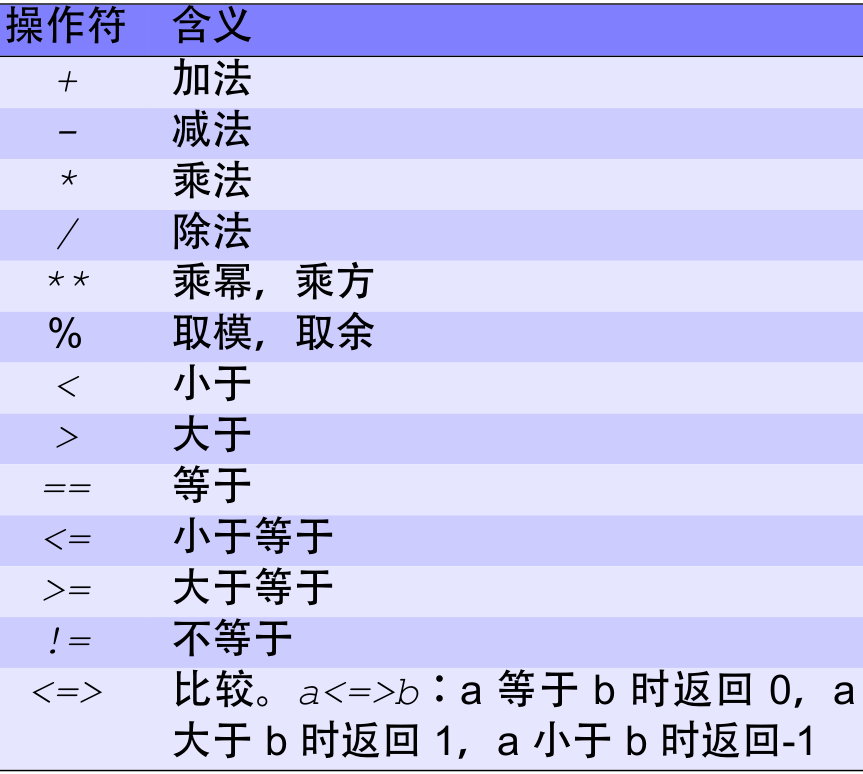 操作符 含义
+ 加法
- 减法
* 乘法
/ 除法
** 乘幂，乘方
% 取模，取余
< 小于
> 大于
== 等于
<= 小于等于
>= 大于等于
!= 不等于
<=> 比较。a<=>b：a 等于 b 时返回 0，a
大于 b 时返回 1，a 小于 b 时返回-1